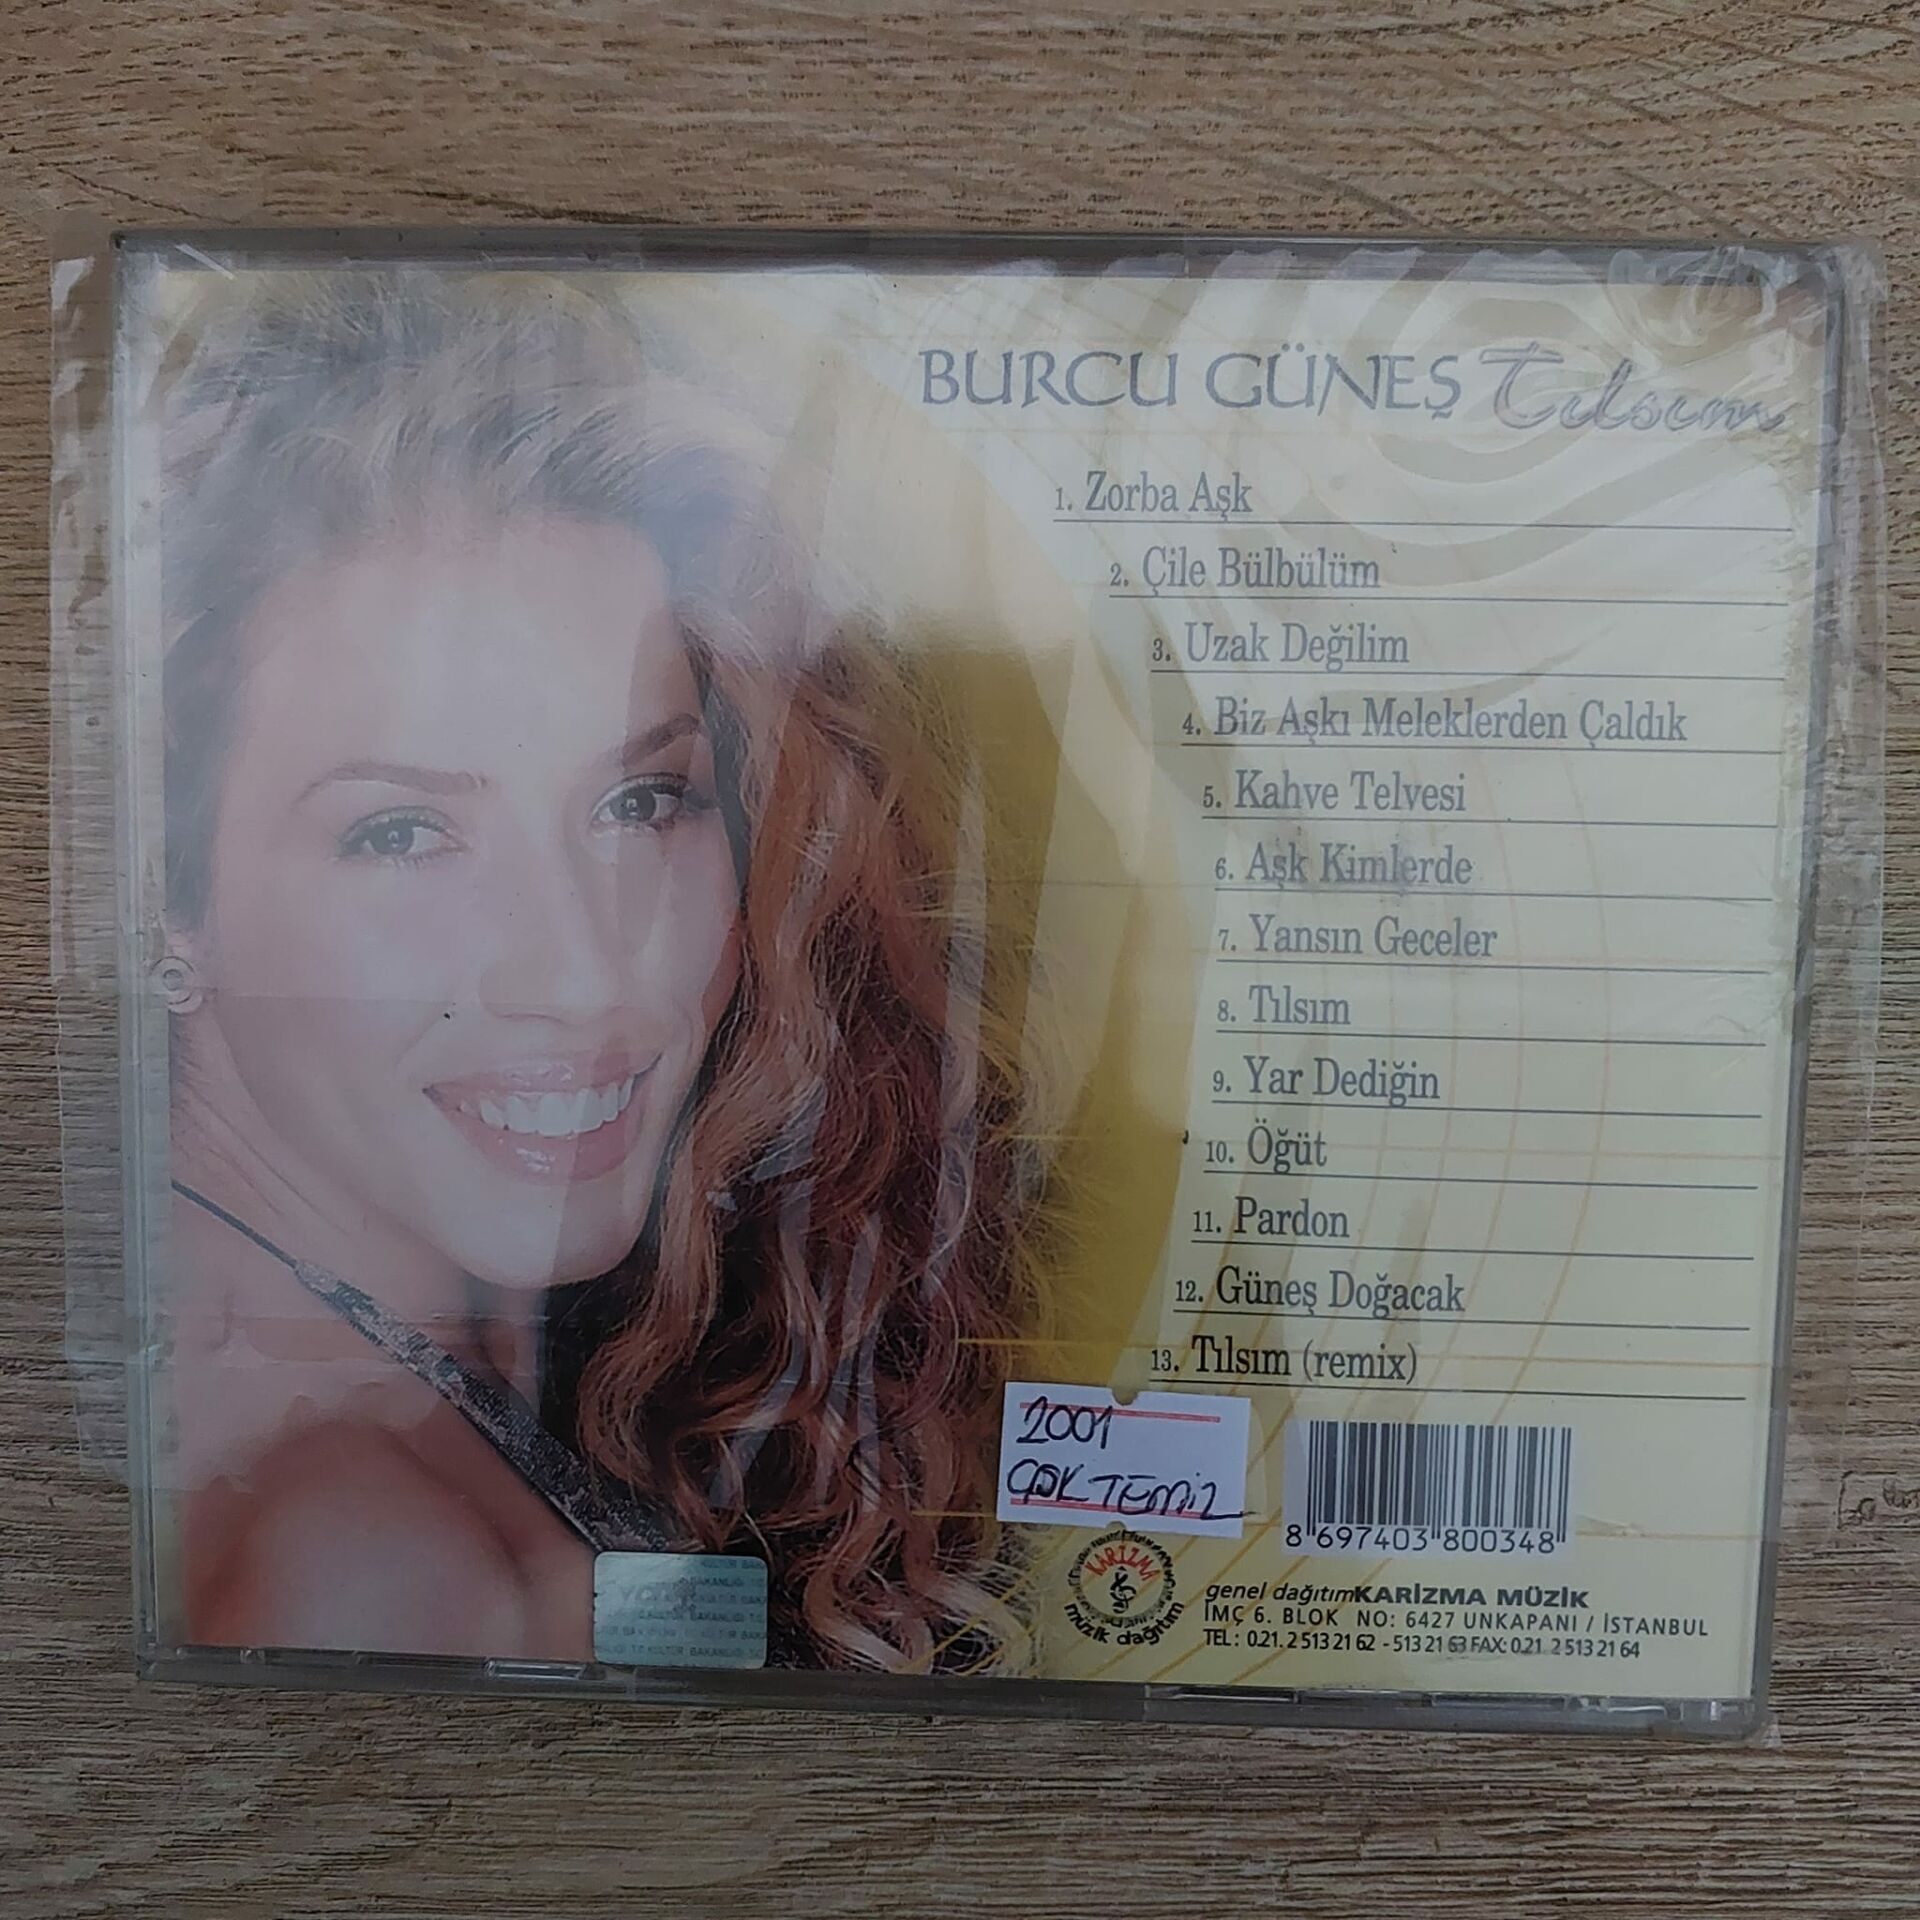 BURCU GÜNEŞ Tılsım
1. Zorba Aşk
2. Çile Bülbülüm
3. Uzak Değilim
4. Biz Aşkı Meleklerden Çaldık
5. Kahve Telvesi
6. Aşk Kimlerde
7. Yansın Geceler
8. Tılsım
9. Yar Dediğin
10. Öğüt
11. Pardon
12. Güneş Doğacak
13. Tılsım (remix)
2001
ÇOK TEMİZ
8 697403 800348
KARİZMA
müzik dağıtım
genel dağıtım KARİZMA MÜZİK
İMÇ 6. BLOK NO: 6427 UNKAPANI / İSTANBUL
TEL: 0.21. 2 513 21 62 - 513 21 63 FAX: 0.21. 2 513 21 64